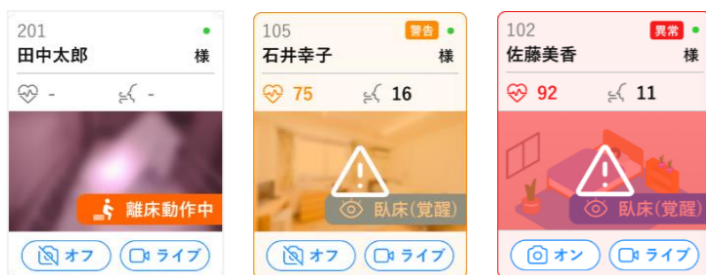 201
田中太郎 様
-
-
離床動作中
オフ
ライブ
105 警告
石井幸子 様
75
16
臥床(覚醒)
オフ
ライブ
102 異常
佐藤美香 様
92
11
臥床(覚醒)
オン
ライブ